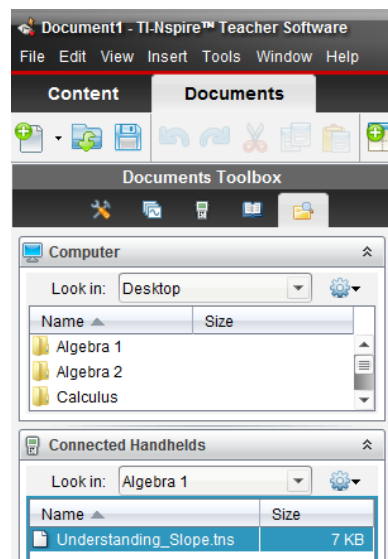 Document1 - TI-Nspire™ Teacher Software
File Edit View Insert Tools Window Help
Content Documents
Documents Toolbox
Computer
Look in: Desktop
Name Size
Algebra 1
Algebra 2
Calculus
Connected Handhelds
Look in: Algebra 1
Name Size
Understanding_Slope.tns 7 KB